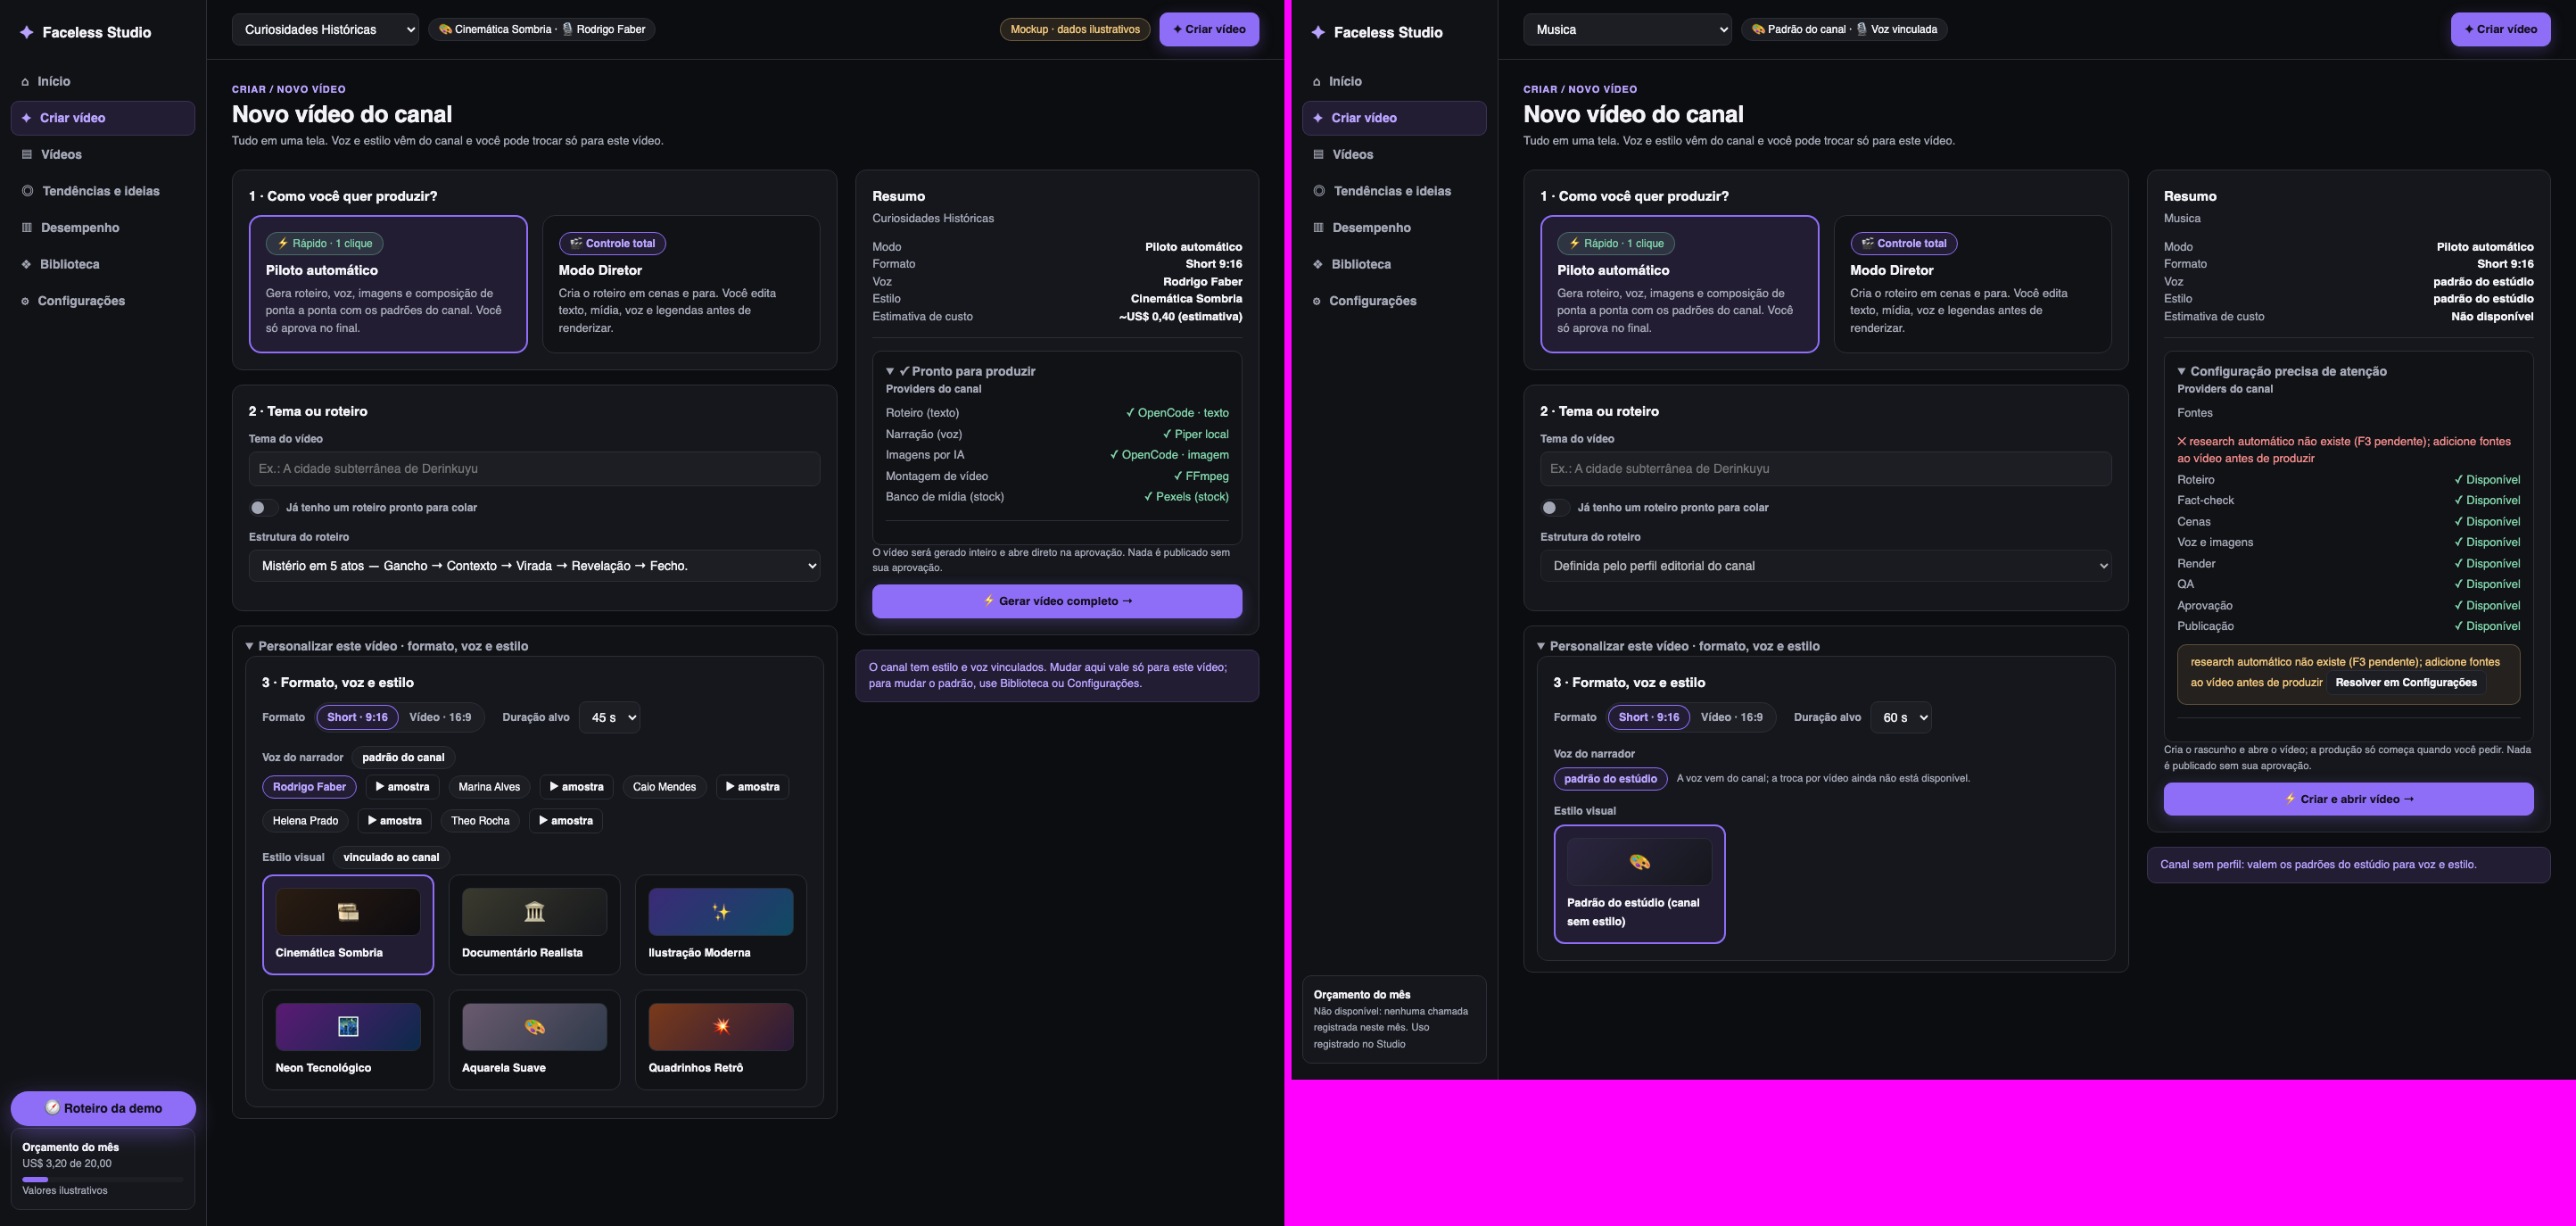 Faceless Studio
Início
Criar vídeo
Vídeos
Tendências e ideias
Desempenho
Biblioteca
Configurações
Roteiro da demo
Orçamento do mês
US$ 3,20 de 20,00
Valores ilustrativos
Curiosidades Históricas
Cinemática Sombria · Rodrigo Faber
Mockup · dados ilustrativos
Criar vídeo
CRIAR / NOVO VÍDEO
Novo vídeo do canal
Tudo em uma tela. Voz e estilo vêm do canal e você pode trocar só para este vídeo.
1 · Como você quer produzir?
Rápido · 1 clique
Piloto automático
Gera roteiro, voz, imagens e composição de
ponta a ponta com os padrões do canal. Você
só aprova no final.
Controle total
Modo Diretor
Cria o roteiro em cenas e para. Você edita
texto, mídia, voz e legendas antes de
renderizar.
2 · Tema ou roteiro
Tema do vídeo
Ex.: A cidade subterrânea de Derinkuyu
Já tenho um roteiro pronto para colar
Estrutura do roteiro
Mistério em 5 atos — Gancho → Contexto → Virada → Revelação → Fecho.
Personalizar este vídeo · formato, voz e estilo
3 · Formato, voz e estilo
Formato Short · 9:16 Vídeo · 16:9 Duração alvo 45 s
Voz do narrador padrão do canal
Rodrigo Faber ▶ amostra Marina Alves ▶ amostra Caio Mendes ▶ amostra
Helena Prado ▶ amostra Theo Rocha ▶ amostra
Estilo visual vinculado ao canal
Cinemática Sombria
Documentário Realista
Ilustração Moderna
Neon Tecnológico
Aquarela Suave
Quadrinhos Retrô
Resumo
Curiosidades Históricas
Modo Piloto automático
Formato Short 9:16
Voz Rodrigo Faber
Estilo Cinemática Sombria
Estimativa de custo ~US$ 0,40 (estimativa)
▼ ✓ Pronto para produzir
Providers do canal
Roteiro (texto) ✓ OpenCode · texto
Narração (voz) ✓ Piper local
Imagens por IA ✓ OpenCode · imagem
Montagem de vídeo ✓ FFmpeg
Banco de mídia (stock) ✓ Pexels (stock)
O vídeo será gerado inteiro e abre direto na aprovação. Nada é publicado sem
sua aprovação.
⚡ Gerar vídeo completo →
O canal tem estilo e voz vinculados. Mudar aqui vale só para este vídeo;
para mudar o padrão, use Biblioteca ou Configurações.
Faceless Studio
Início
Criar vídeo
Vídeos
Tendências e ideias
Desempenho
Biblioteca
Configurações
Orçamento do mês
Não disponível: nenhuma chamada
registrada neste mês. Uso
registrado no Studio
Musica
Padrão do canal · Voz vinculada
Criar vídeo
CRIAR / NOVO VÍDEO
Novo vídeo do canal
Tudo em uma tela. Voz e estilo vêm do canal e você pode trocar só para este vídeo.
1 · Como você quer produzir?
Rápido · 1 clique
Piloto automático
Gera roteiro, voz, imagens e composição de
ponta a ponta com os padrões do canal. Você
só aprova no final.
Controle total
Modo Diretor
Cria o roteiro em cenas e para. Você edita
texto, mídia, voz e legendas antes de
renderizar.
2 · Tema ou roteiro
Tema do vídeo
Ex.: A cidade subterrânea de Derinkuyu
Já tenho um roteiro pronto para colar
Estrutura do roteiro
Definida pelo perfil editorial do canal
Personalizar este vídeo · formato, voz e estilo
3 · Formato, voz e estilo
Formato Short · 9:16 Vídeo · 16:9 Duração alvo 60 s
Voz do narrador
padrão do estúdio A voz vem do canal; a troca por vídeo ainda não está disponível.
Estilo visual
Padrão do estúdio (canal
sem estilo)
Resumo
Musica
Modo Piloto automático
Formato Short 9:16
Voz padrão do estúdio
Estilo padrão do estúdio
Estimativa de custo Não disponível
▼ Configuração precisa de atenção
Providers do canal
Fontes
✕ research automático não existe (F3 pendente); adicione fontes
ao vídeo antes de produzir
Roteiro ✓ Disponível
Fact-check ✓ Disponível
Cenas ✓ Disponível
Voz e imagens ✓ Disponível
Render ✓ Disponível
QA ✓ Disponível
Aprovação ✓ Disponível
Publicação ✓ Disponível
research automático não existe (F3 pendente); adicione fontes
ao vídeo antes de produzir Resolver em Configurações
Cria o rascunho e abre o vídeo; a produção só começa quando você pedir. Nada
é publicado sem sua aprovação.
⚡ Criar e abrir vídeo →
Canal sem perfil: valem os padrões do estúdio para voz e estilo.